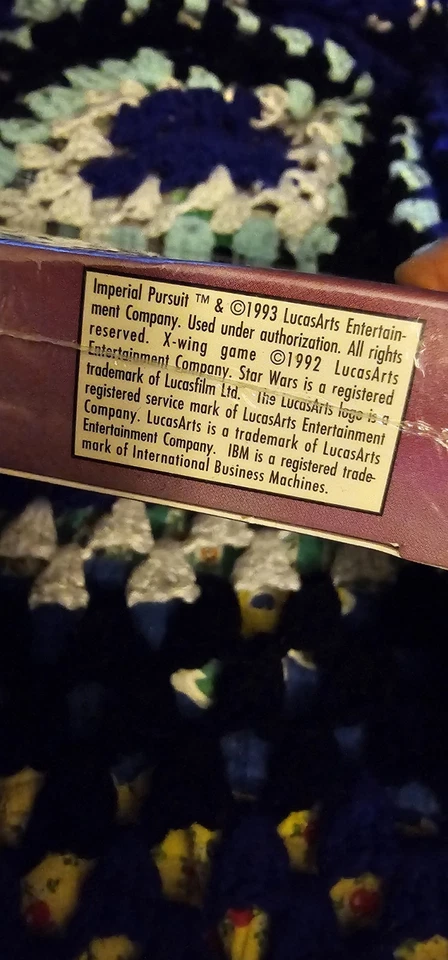 Imperial Pursuit ™ & ©1993 LucasArts Entertain-
ment Company. Used under authorization. All rights
reserved. X-wing game ©1992 LucasArts
Entertainment Company. Star Wars is a registered
trademark of Lucasfilm Ltd. The LucasArts logo is a
registered service mark of LucasArts Entertainment
Company. LucasArts is a trademark of LucasArts
Entertainment Company. IBM is a registered trade-
mark of International Business Machines.